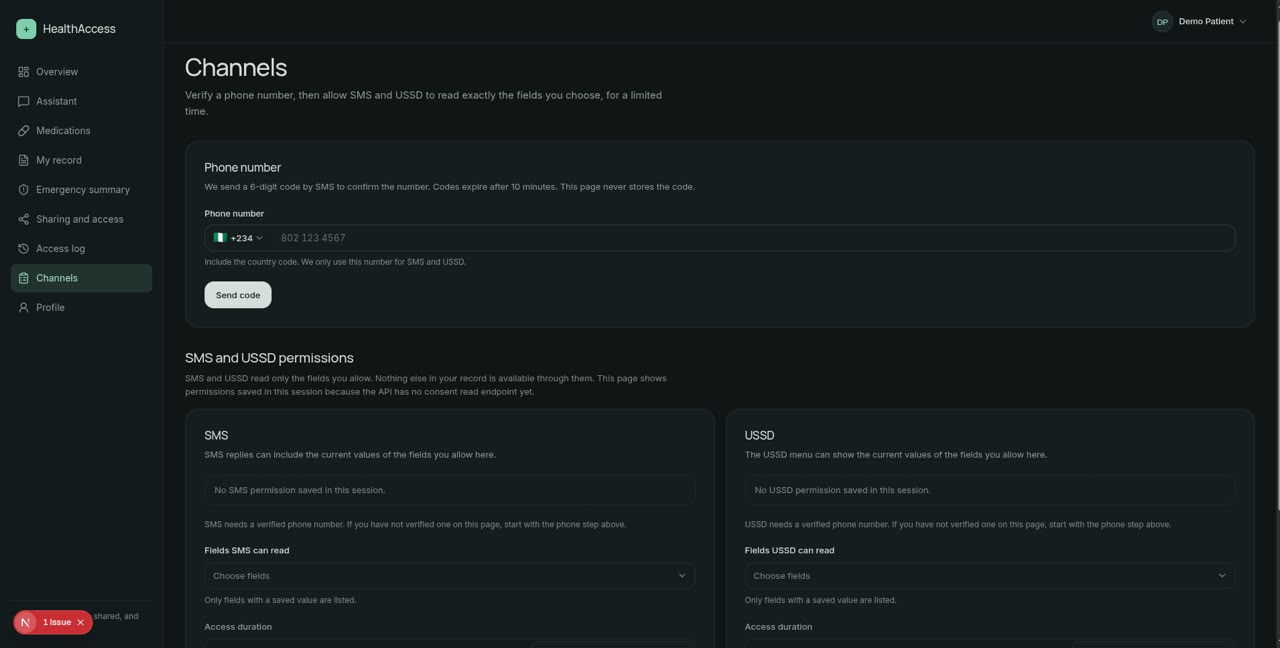 + HealthAccess
DP Demo Patient
Overview
Assistant
Medications
My record
Emergency summary
Sharing and access
Access log
Channels
Profile
Channels
Verify a phone number, then allow SMS and USSD to read exactly the fields you choose, for a limited
time.
Phone number
We send a 6-digit code by SMS to confirm the number. Codes expire after 10 minutes. This page never stores the code.
Phone number
+234 802 123 4567
Include the country code. We only use this number for SMS and USSD.
Send code
SMS and USSD permissions
SMS and USSD read only the fields you allow. Nothing else in your record is available through them. This page shows
permissions saved in this session because the API has no consent read endpoint yet.
SMS
SMS replies can include the current values of the fields you allow here.
No SMS permission saved in this session.
SMS needs a verified phone number. If you have not verified one on this page, start with the phone step above.
Fields SMS can read
Choose fields
Only fields with a saved value are listed.
Access duration
USSD
The USSD menu can show the current values of the fields you allow here.
No USSD permission saved in this session.
USSD needs a verified phone number. If you have not verified one on this page, start with the phone step above.
Fields USSD can read
Choose fields
Only fields with a saved value are listed.
Access duration
shared, and
N 1 Issue